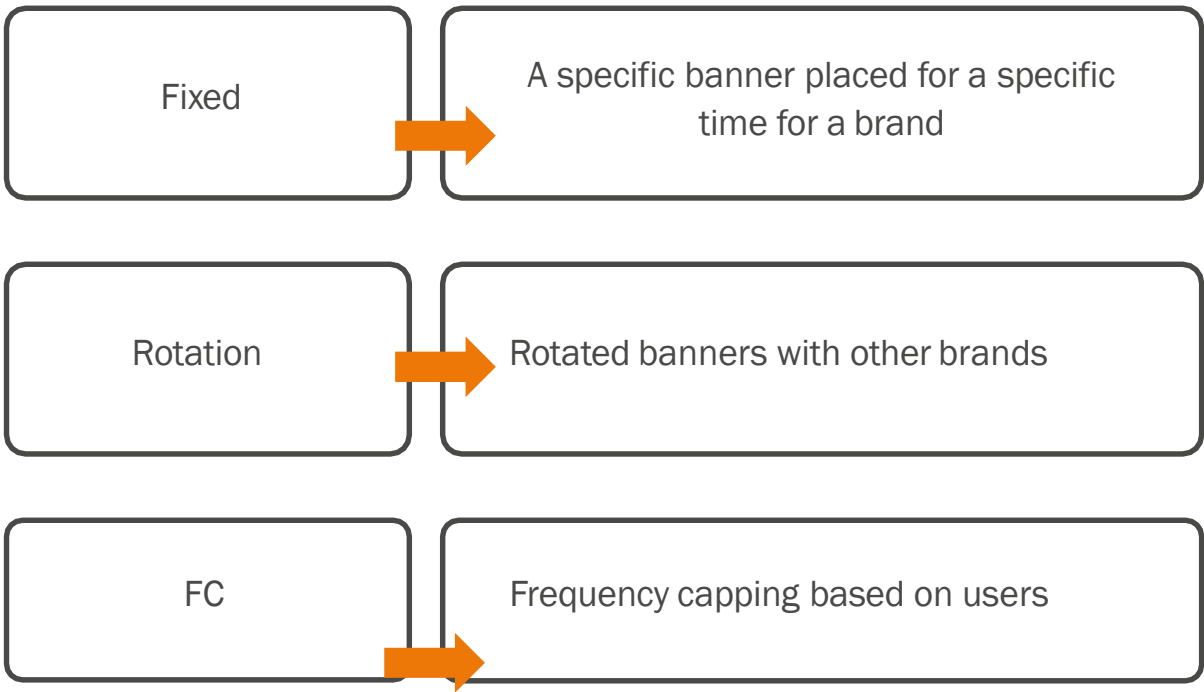 Fixed
A specific banner placed for a specific
time for a brand
Rotation
Rotated banners with other brands
FC
Frequency capping based on users